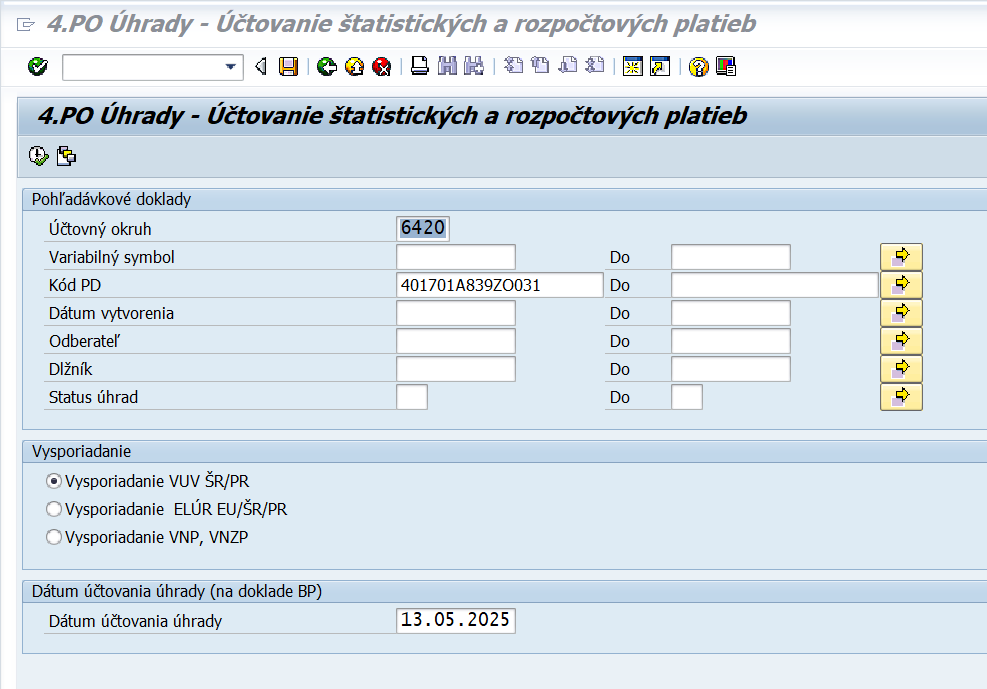 4.PO Úhrady - Účtovanie štatistických a rozpočtových platieb
4.PO Úhrady - Účtovanie štatistických a rozpočtových platieb
Pohľadávkové doklady
Účtovný okruh 6420
Variabilný symbol Do
Kód PD 401701A839ZO031 Do
Dátum vytvorenia Do
Odberateľ Do
Dlžník Do
Status úhrad Do
Vysporiadanie
Vysporiadanie VUV ŠR/PR
Vysporiadanie ELÚR EU/ŠR/PR
Vysporiadanie VNP, VNZP
Dátum účtovania úhrady (na doklade BP)
Dátum účtovania úhrady 13.05.2025